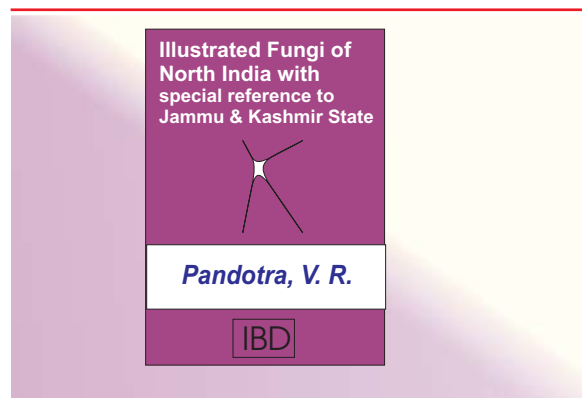 Illustrated Fungi of
North India with
special reference to
Jammu & Kashmir State
Pandotra, V. R.
IBD